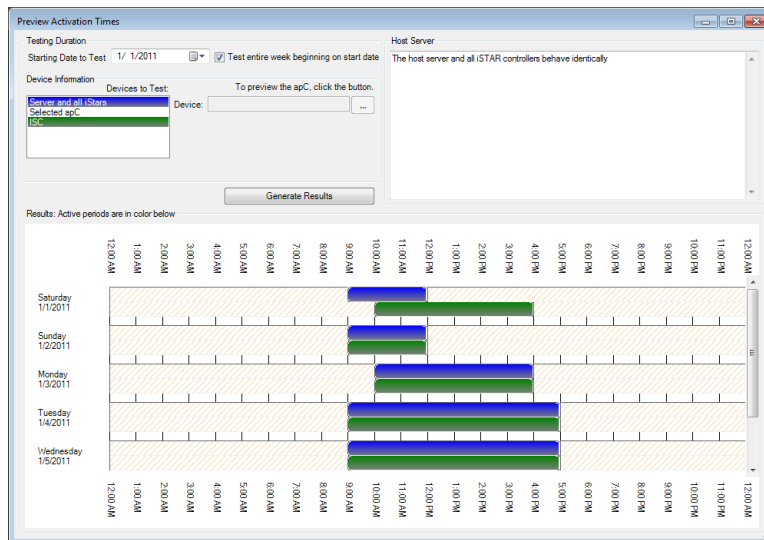 Preview Activation Times
Testing Duration
Starting Date to Test 1/ 1/2011 Test entire week beginning on start date
Device Information
Devices to Test:
To preview the apC, click the button.
Server and all iStars
Selected apC
ISC
Device:
...
Generate Results
Host Server
The host server and all iSTAR controllers behave identically
Results: Active periods are in color below
12:00 AM 1:00 AM 2:00 AM 3:00 AM 4:00 AM 5:00 AM 6:00 AM 7:00 AM 8:00 AM 9:00 AM 10:00 AM 11:00 AM 12:00 PM 1:00 PM 2:00 PM 3:00 PM 4:00 PM 5:00 PM 6:00 PM 7:00 PM 8:00 PM 9:00 PM 10:00 PM 11:00 PM 12:00 AM
Saturday
1/1/2011
Sunday
1/2/2011
Monday
1/3/2011
Tuesday
1/4/2011
Wednesday
1/5/2011
12:00 AM 1:00 AM 2:00 AM 3:00 AM 4:00 AM 5:00 AM 6:00 AM 7:00 AM 8:00 AM 9:00 AM 10:00 AM 11:00 AM 12:00 PM 1:00 PM 2:00 PM 3:00 PM 4:00 PM 5:00 PM 6:00 PM 7:00 PM 8:00 PM 9:00 PM 10:00 PM 11:00 PM 12:00 AM